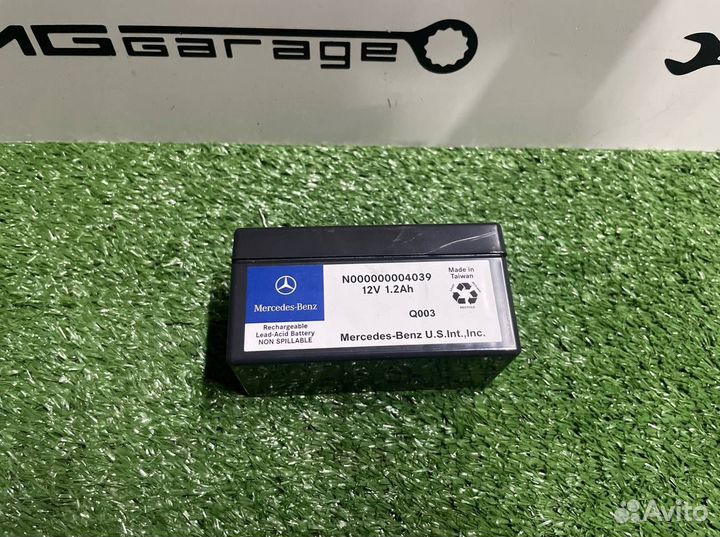 MGGarage
Mercedes-Benz
Rechargeable
Lead-Acid Battery
NON SPILLABLE
N000000004039
12V 1.2Ah
Q003
Mercedes-Benz U.S.Int.,Inc.
Made in
Taiwan
RECYCLE
Avito